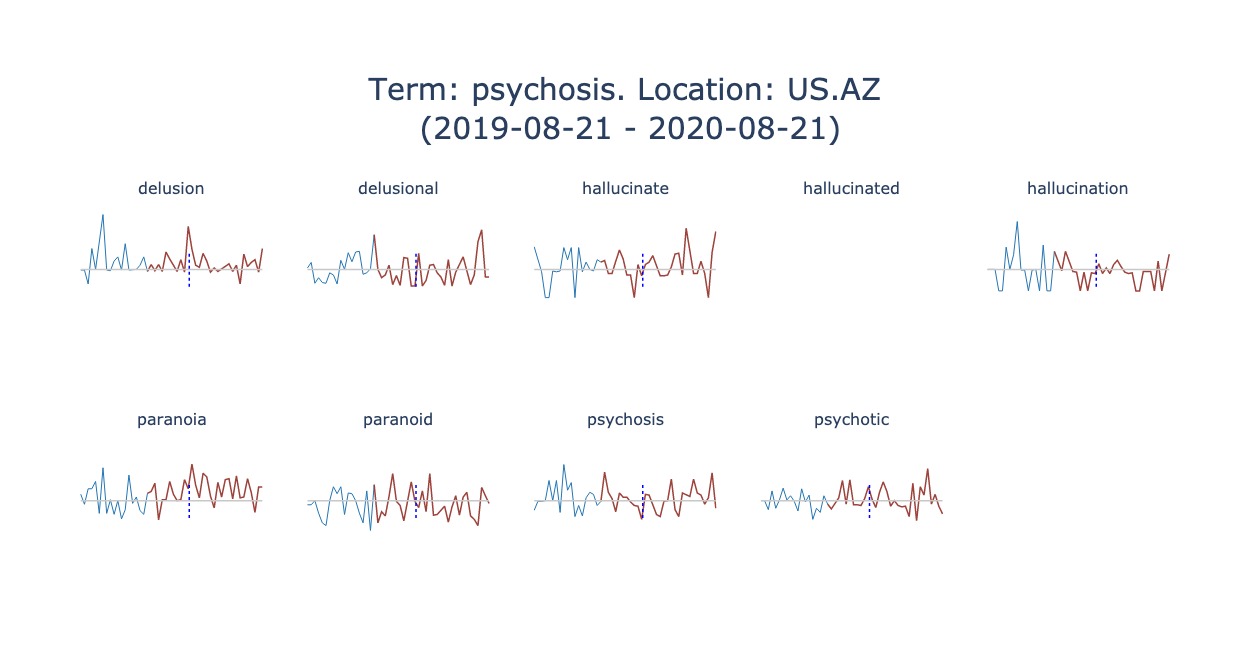 Term: psychosis. Location: US.AZ
(2019-08-21 - 2020-08-21)
delusion
delusional
hallucinate
hallucinated
hallucination
paranoia
paranoid
psychosis
psychotic